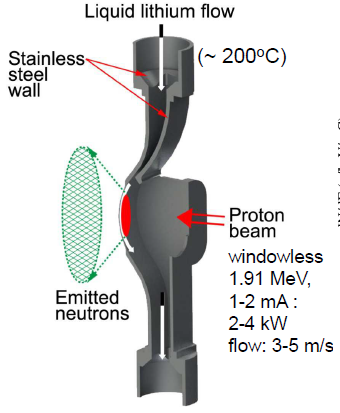 Liquid lithium flow
(~ 200ºC)
Stainless
steel
wall
Proton
beam
windowless
1.91 MeV,
1-2 mA :
2-4 kW
flow: 3-5 m/s
Emitted
neutrons